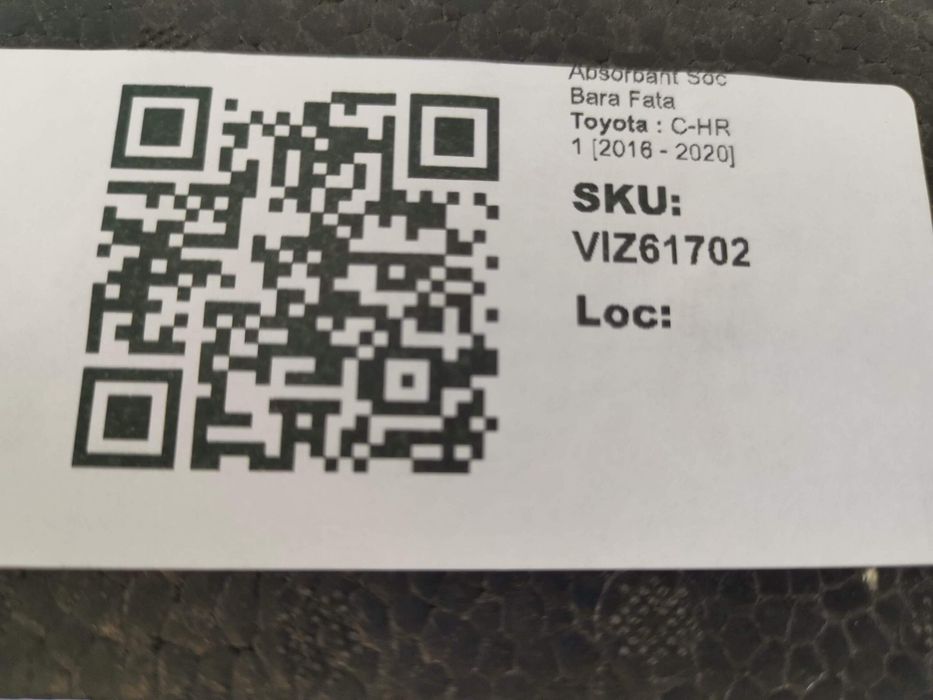 Absorbant Soc
Bara Fata
Toyota : C-HR
1 [2016 - 2020]
SKU:
VIZ61702
Loc: